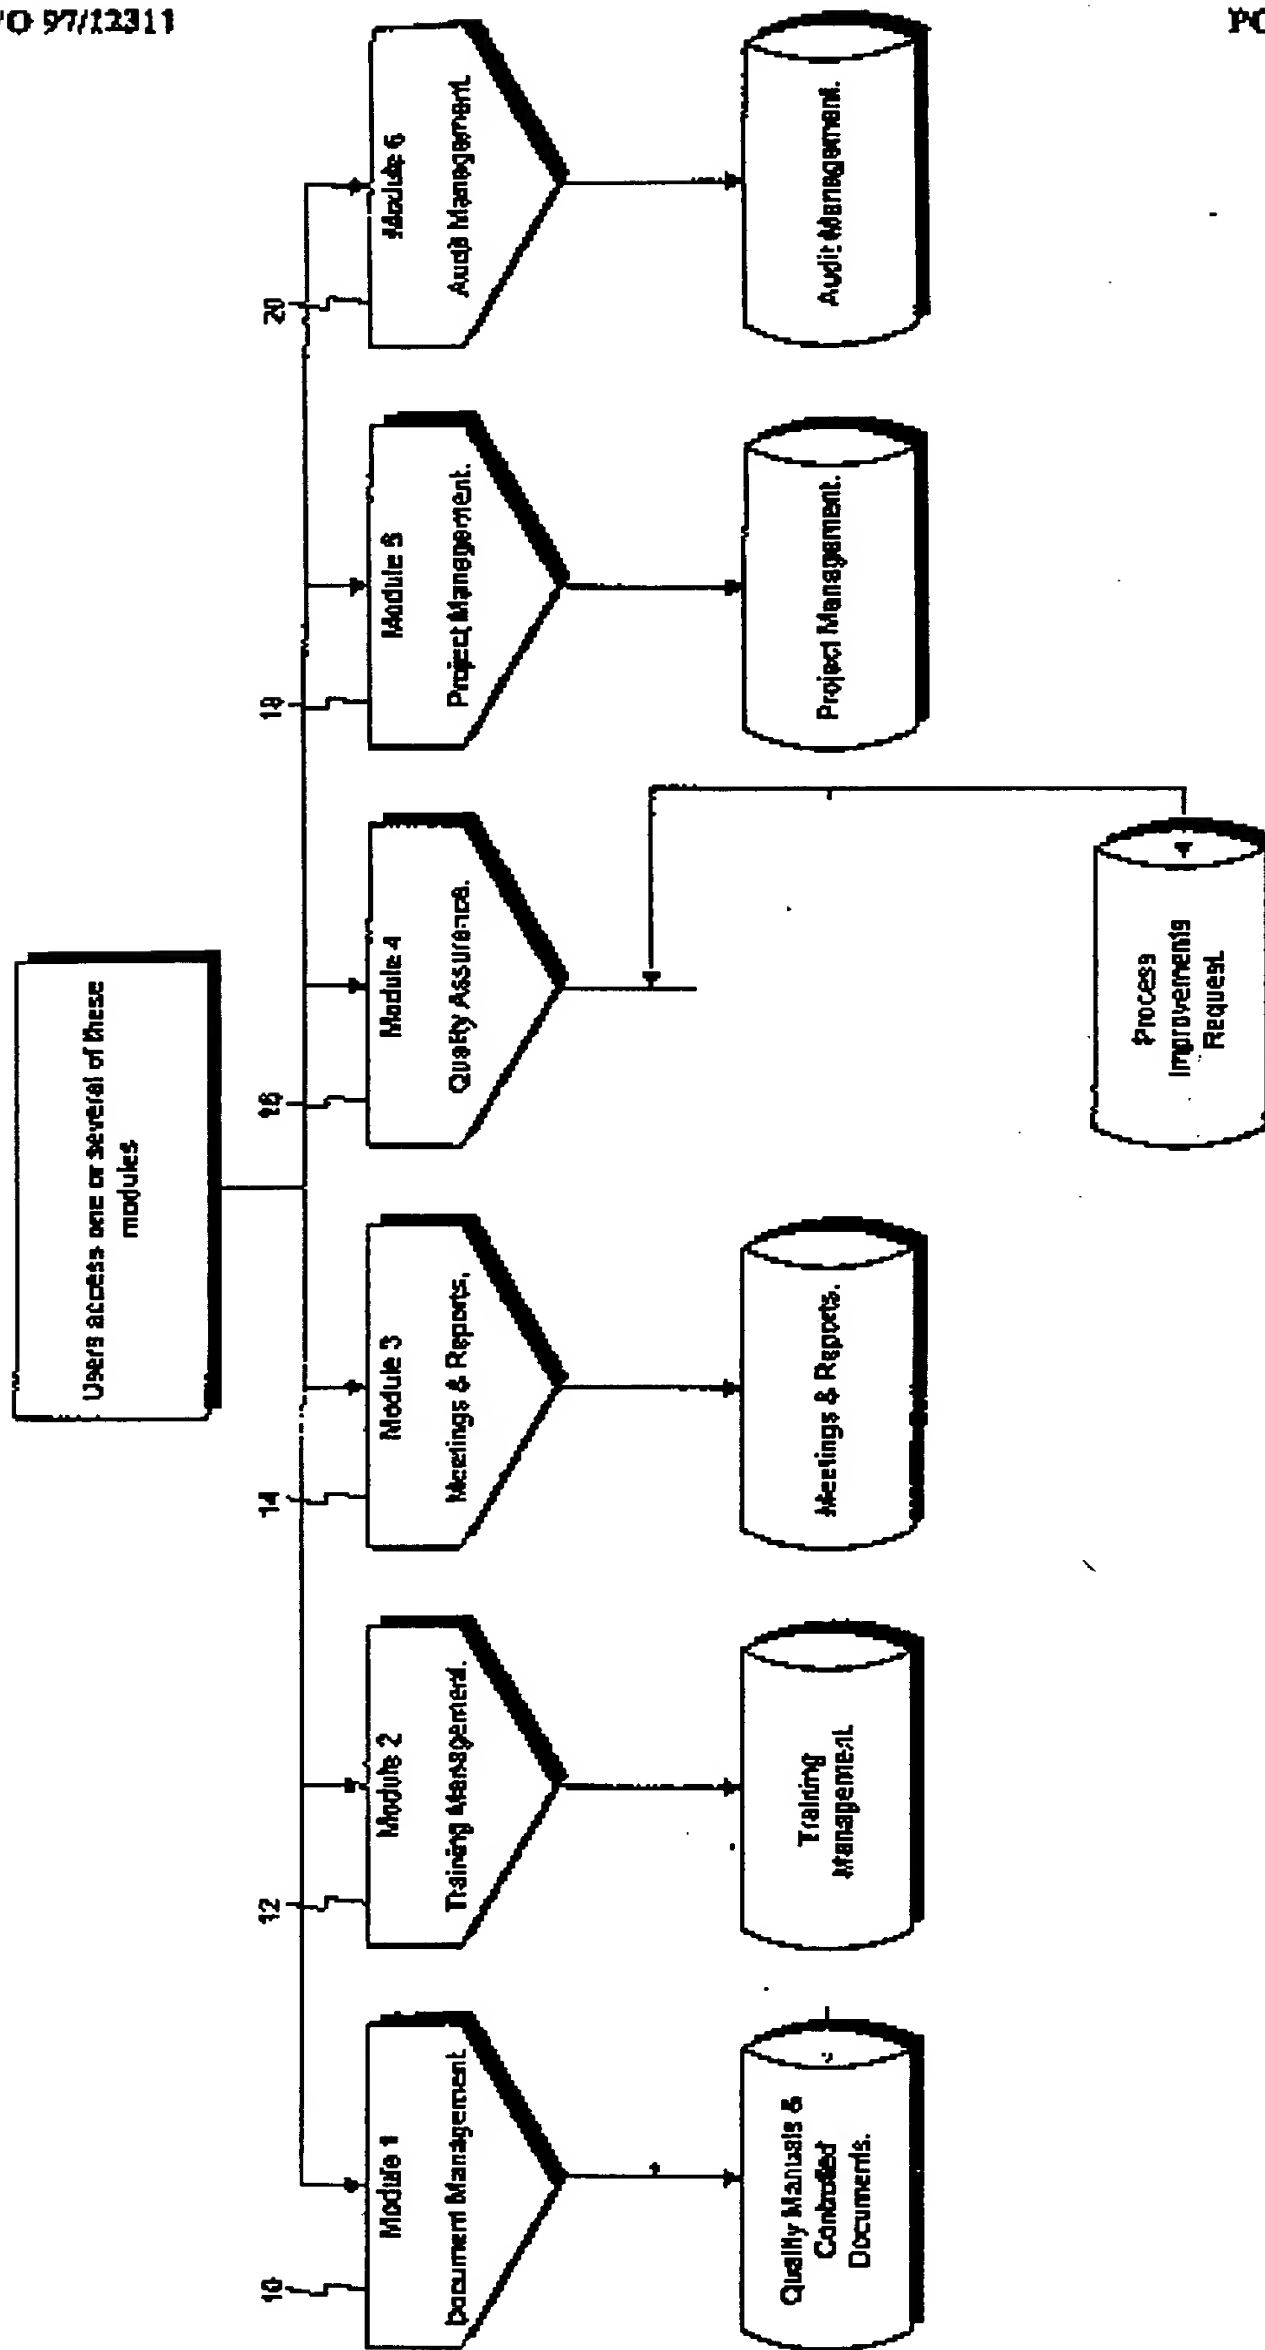 O 97/12311
PC
Users access one or several of these
modules
10
Module 1
Document Management
12
Module 2
Training Management.
14
Module 3
Meetings & Reports.
16
Module 4
Quality Assurance.
18
Module 5
Project Management.
20
Module 6
Audit Management.
Quality Manuals &
Controlled
Documents.
Training
Management
Meetings & Reports.
Process
Improvements
Request.
Project Management.
Audit Management.